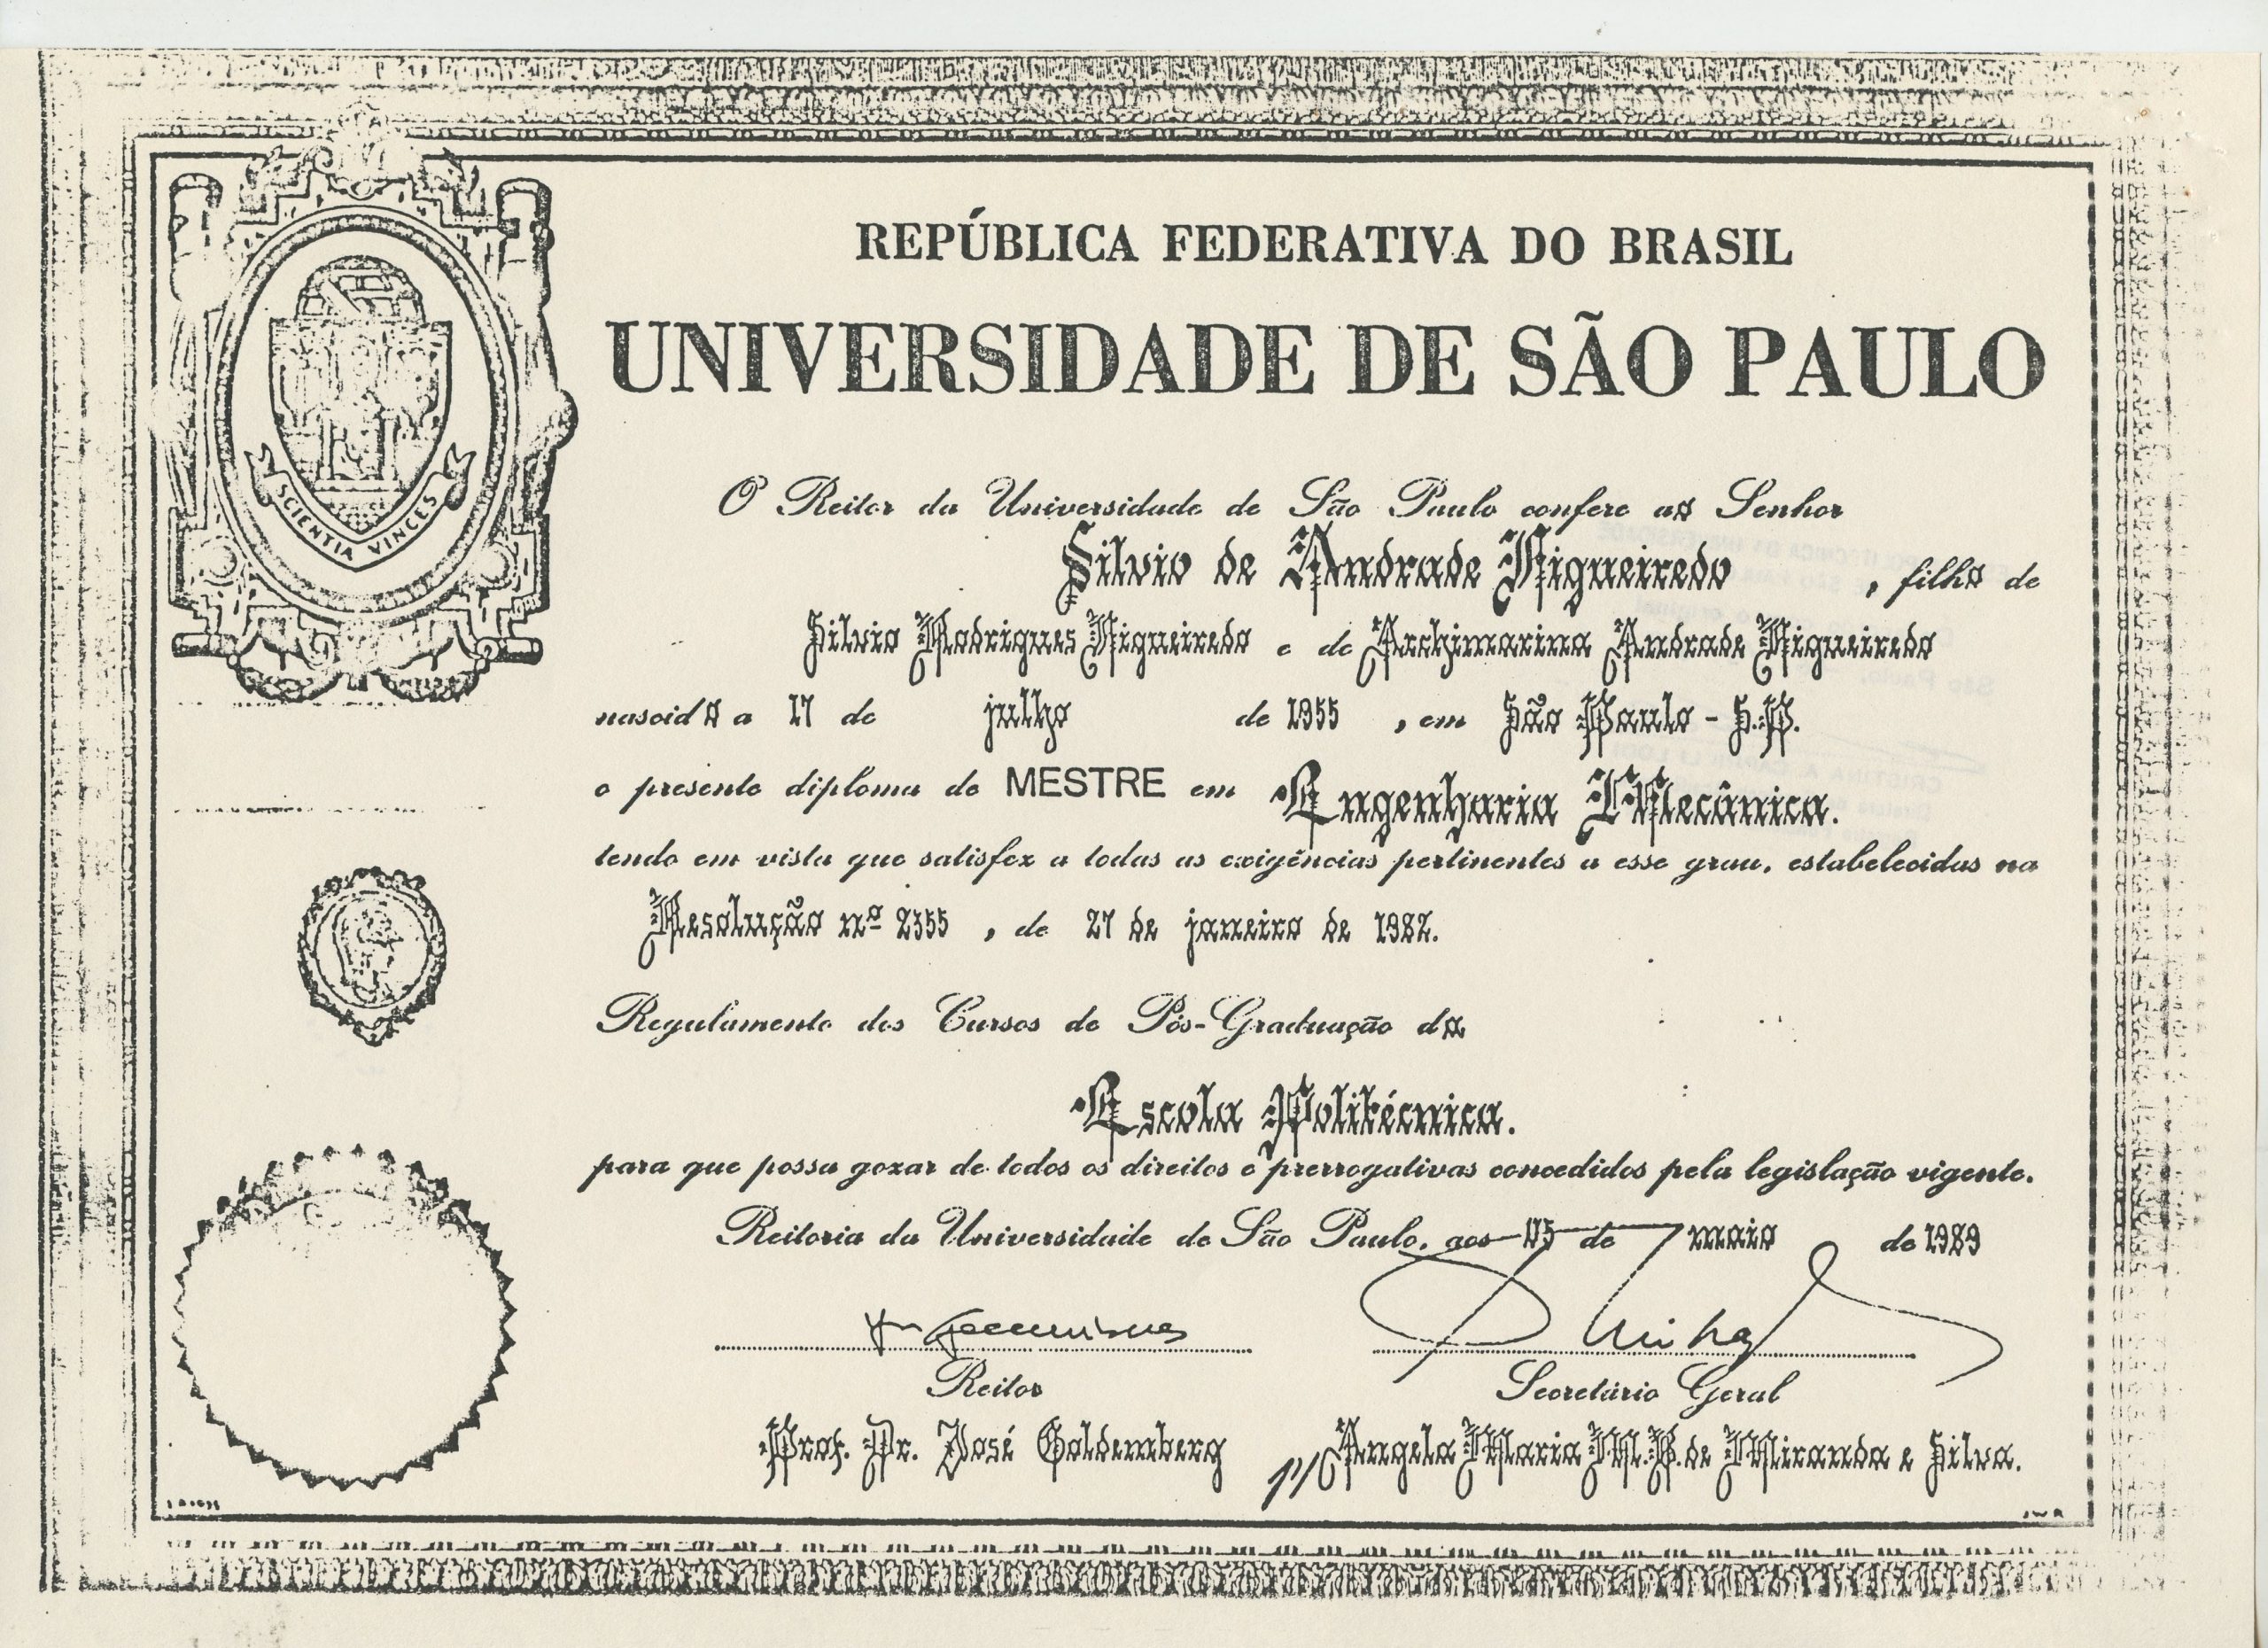 REPÚBLICA FEDERATIVA DO BRASIL
UNIVERSIDADE DE SÃO PAULO
SCIENTIA VINCES
O Reitor da Universidade de São Paulo confere ao Senhor
Silvio de Andrade Figueiredo , filho de
Silvio Rodrigues Figueiredo e de Archimarina Andrade Figueiredo
nascido a 17 de julho de 1955 , em São Paulo - S.P.
o presente diploma de MESTRE em Engenharia Mecânica.
tendo em vista que satisfez a todas as exigências pertinentes a esse grau, estabelecidas na
Resolução nº 2355 , de 27 de janeiro de 1982.
Regulamento dos Cursos de Pós-Graduação da
Escola Politécnica.
para que possa gozar de todos os direitos e prerrogativas concedidos pela legislação vigente.
Reitoria da Universidade de São Paulo, aos 05 de maio de 1989
Reitor Secretário Geral
Prof. Dr. José Goldemberg p/ Angela Maria M.P. de Miranda e Silva.